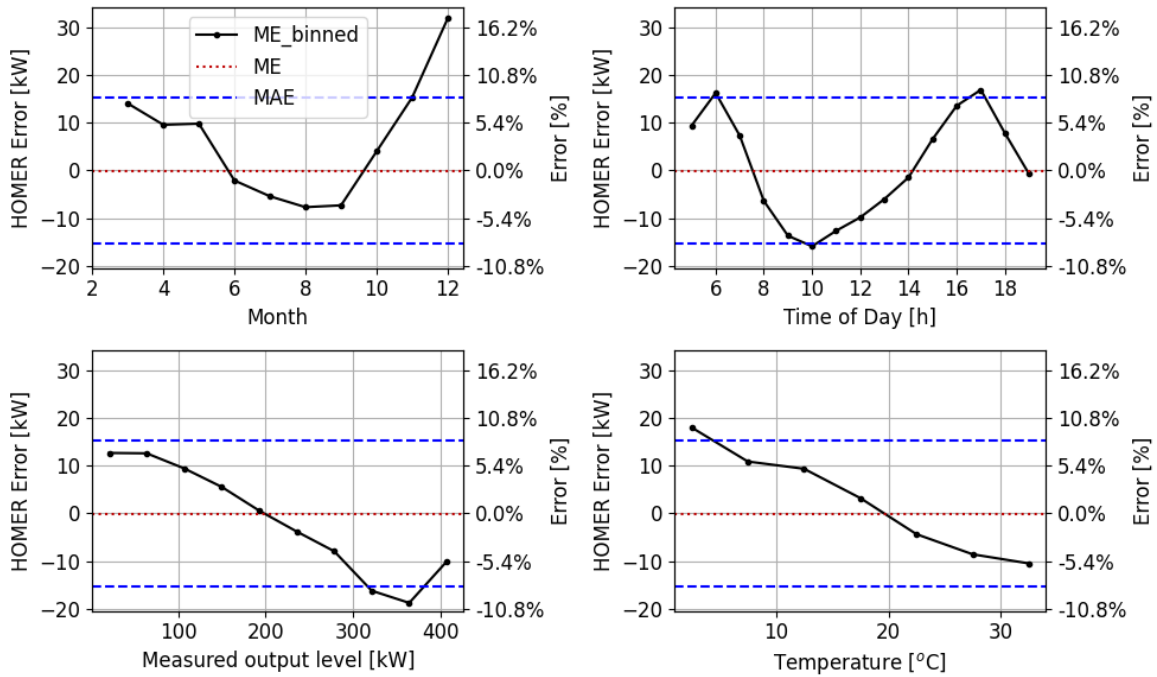 HOMER Error [kW]
30
20
10
0
−10
−20
ME_binned
ME
MAE
16.2%
10.8%
5.4%
0.0%
-5.4%
-10.8%
Error [%]
2 4 6 8 10 12
Month
HOMER Error [kW]
30
20
10
0
−10
−20
16.2%
10.8%
5.4%
0.0%
-5.4%
-10.8%
Error [%]
6 8 10 12 14 16 18
Time of Day [h]
HOMER Error [kW]
30
20
10
0
−10
−20
16.2%
10.8%
5.4%
0.0%
-5.4%
-10.8%
Error [%]
100 200 300 400
Measured output level [kW]
HOMER Error [kW]
30
20
10
0
−10
−20
16.2%
10.8%
5.4%
0.0%
-5.4%
-10.8%
Error [%]
10 20 30
Temperature [°C]